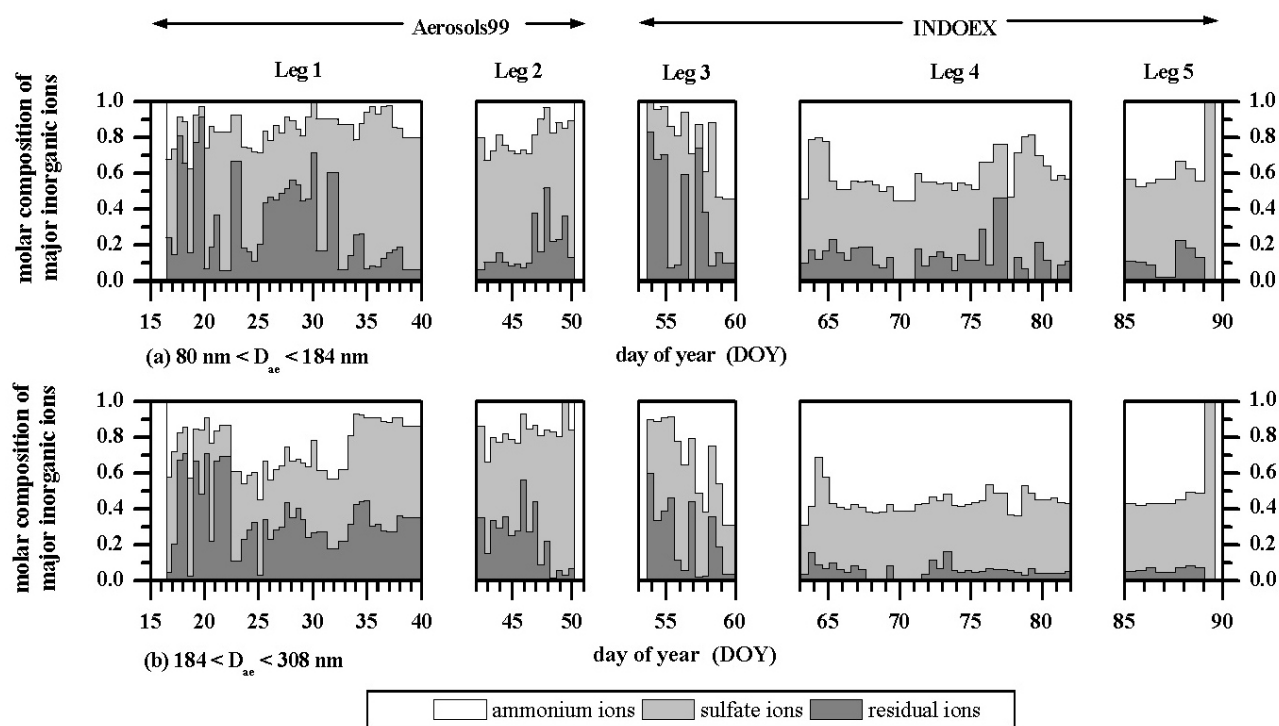 Aerosols99 INDOEX
Leg 1 Leg 2 Leg 3 Leg 4 Leg 5
molar composition of
major inorganic ions
1.0 1.0
0.8 0.8
0.6 0.6
0.4 0.4
0.2 0.2
0.0 0.0
15 20 25 30 35 40 45 50 55 60 65 70 75 80 85 90
(a) 80 nm < Dae < 184 nm day of year (DOY)
molar composition of
major inorganic ions
1.0 1.0
0.8 0.8
0.6 0.6
0.4 0.4
0.2 0.2
0.0 0.0
15 20 25 30 35 40 45 50 55 60 65 70 75 80 85 90
(b) 184 < Dae < 308 nm day of year (DOY)
ammonium ions sulfate ions residual ions